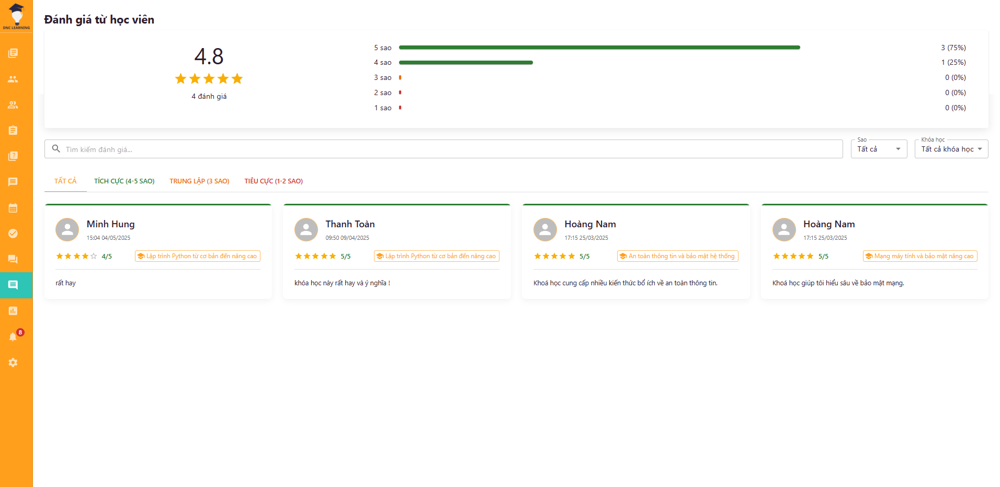 DNC LEARNING
Đánh giá từ học viên
4.8
4 đánh giá
5 sao 3 (75%)
4 sao 1 (25%)
3 sao 0 (0%)
2 sao 0 (0%)
1 sao 0 (0%)
Tìm kiếm đánh giá...
Sao
Tất cả
Khóa học
Tất cả khóa học
TẤT CẢ TÍCH CỰC (4-5 SAO) TRUNG LẬP (3 SAO) TIÊU CỰC (1-2 SAO)
Minh Hung
15:04 04/05/2025
4/5 Lập trình Python từ cơ bản đến nâng cao
rất hay
Thanh Toàn
09:50 09/04/2025
5/5 Lập trình Python từ cơ bản đến nâng cao
khóa học này rất hay và ý nghĩa !
Hoàng Nam
17:15 25/03/2025
5/5 An toàn thông tin và bảo mật hệ thống
Khoá học cung cấp nhiều kiến thức bổ ích về an toàn thông tin.
Hoàng Nam
17:15 25/03/2025
5/5 Mạng máy tính và bảo mật nâng cao
Khoá học giúp tôi hiểu sâu về bảo mật mạng.
8